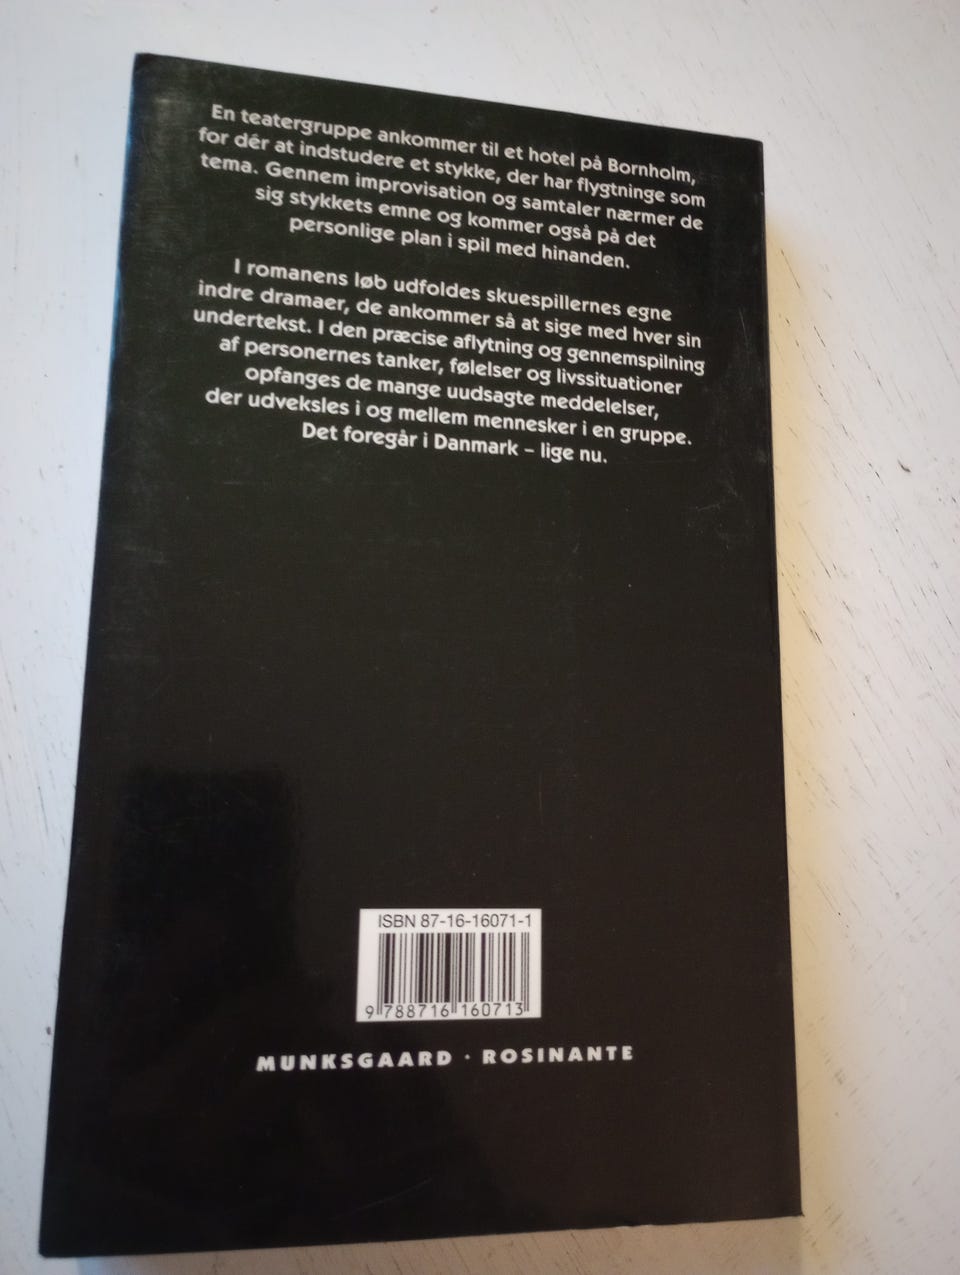 En teatergruppe ankommer til et hotel på Bornholm,
for dér at indstudere et stykke, der har flygtninge som
tema. Gennem improvisation og samtaler nærmer de
sig stykkets emne og kommer også på det
personlige plan i spil med hinanden.
I romanens løb udfoldes skuespillernes egne
indre dramaer, de ankommer så at sige med hver sin
undertekst. I den præcise aflytning og gennemspilning
af personernes tanker, følelser og livssituationer
opfanges de mange uudsagte meddelelser,
der udveksles i og mellem mennesker i en gruppe.
Det foregår i Danmark – lige nu.
ISBN 87-16-16071-1
9 788716 160713
MUNKSGAARD · ROSINANTE